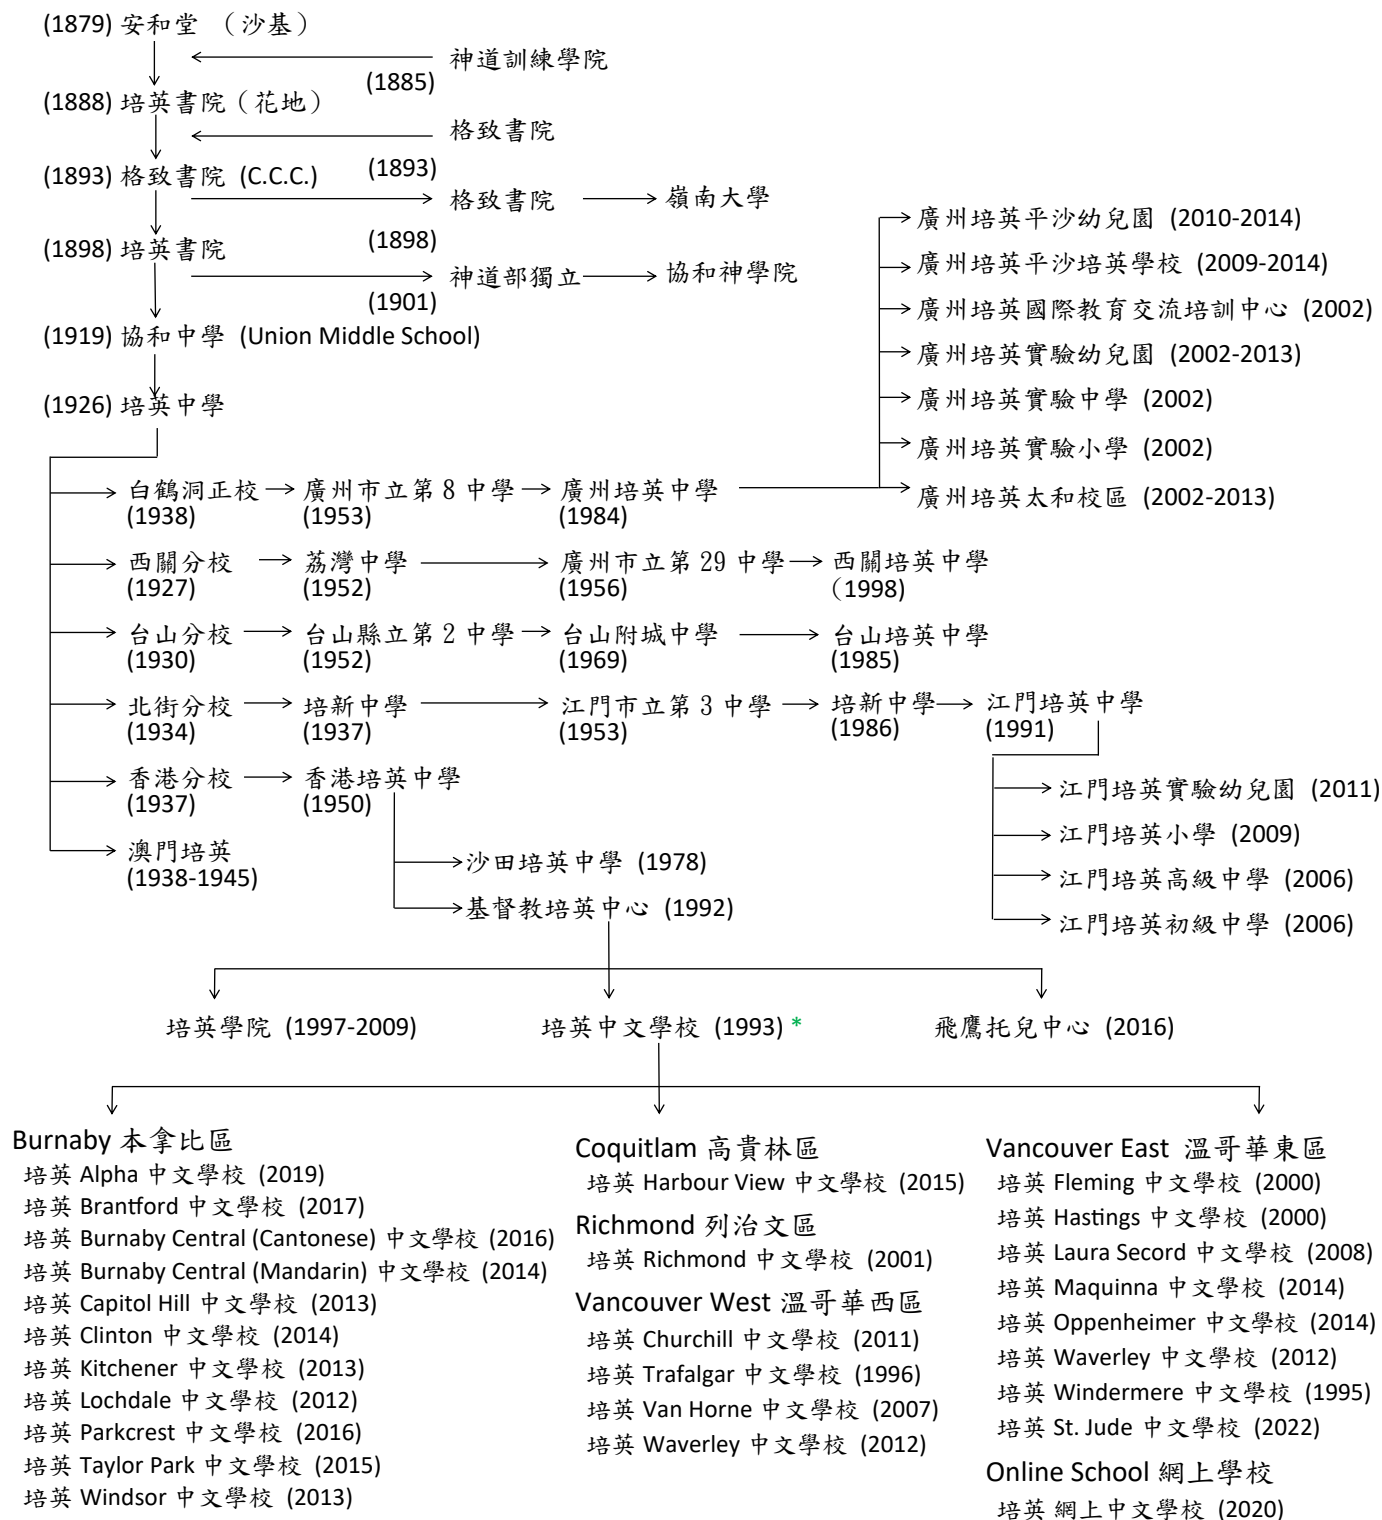 (1879) 安和堂 （沙基）
神道訓練學院
(1885)
(1888) 培英書院（花地）
格致書院
(1893)
(1893) 格致書院 (C.C.C.)
格致書院
嶺南大學
(1898)
(1898) 培英書院
神道部獨立
協和神學院
(1901)
(1919) 協和中學 (Union Middle School)
(1926) 培英中學
廣州培英平沙幼兒園 (2010-2014)
廣州培英平沙培英學校 (2009-2014)
廣州培英國際教育交流培訓中心 (2002)
廣州培英實驗幼兒園 (2002-2013)
廣州培英實驗中學 (2002)
廣州培英實驗小學 (2002)
廣州培英太和校區 (2002-2013)
白鶴洞正校
(1938)
廣州市立第 8 中學
(1953)
廣州培英中學
(1984)
西關分校
(1927)
荔灣中學
(1952)
廣州市立第 29 中學
(1956)
西關培英中學
（1998)
台山分校
(1930)
台山縣立第 2 中學
(1952)
台山附城中學
(1969)
台山培英中學
(1985)
北街分校
(1934)
培新中學
(1937)
江門市立第 3 中學
(1953)
培新中學
(1986)
江門培英中學
(1991)
香港分校
(1937)
香港培英中學
(1950)
澳門培英
(1938-1945)
江門培英實驗幼兒園 (2011)
江門培英小學 (2009)
江門培英高級中學 (2006)
江門培英初級中學 (2006)
沙田培英中學 (1978)
基督教培英中心 (1992)
培英學院 (1997-2009)
培英中文學校 (1993) *
飛鷹托兒中心 (2016)
Burnaby 本拿比區
培英 Alpha 中文學校 (2019)
培英 Brantford 中文學校 (2017)
培英 Burnaby Central (Cantonese) 中文學校 (2016)
培英 Burnaby Central (Mandarin) 中文學校 (2014)
培英 Capitol Hill 中文學校 (2013)
培英 Clinton 中文學校 (2014)
培英 Kitchener 中文學校 (2013)
培英 Lochdale 中文學校 (2012)
培英 Parkcrest 中文學校 (2016)
培英 Taylor Park 中文學校 (2015)
培英 Windsor 中文學校 (2013)
Coquitlam 高貴林區
培英 Harbour View 中文學校 (2015)
Richmond 列治文區
培英 Richmond 中文學校 (2001)
Vancouver West 溫哥華西區
培英 Churchill 中文學校 (2011)
培英 Trafalgar 中文學校 (1996)
培英 Van Horne 中文學校 (2007)
培英 Waverley 中文學校 (2012)
Vancouver East 溫哥華東區
培英 Fleming 中文學校 (2000)
培英 Hastings 中文學校 (2000)
培英 Laura Secord 中文學校 (2008)
培英 Maquinna 中文學校 (2014)
培英 Oppenheimer 中文學校 (2014)
培英 Waverley 中文學校 (2012)
培英 Windermere 中文學校 (1995)
培英 St. Jude 中文學校 (2022)
Online School 網上學校
培英 網上中文學校 (2020)